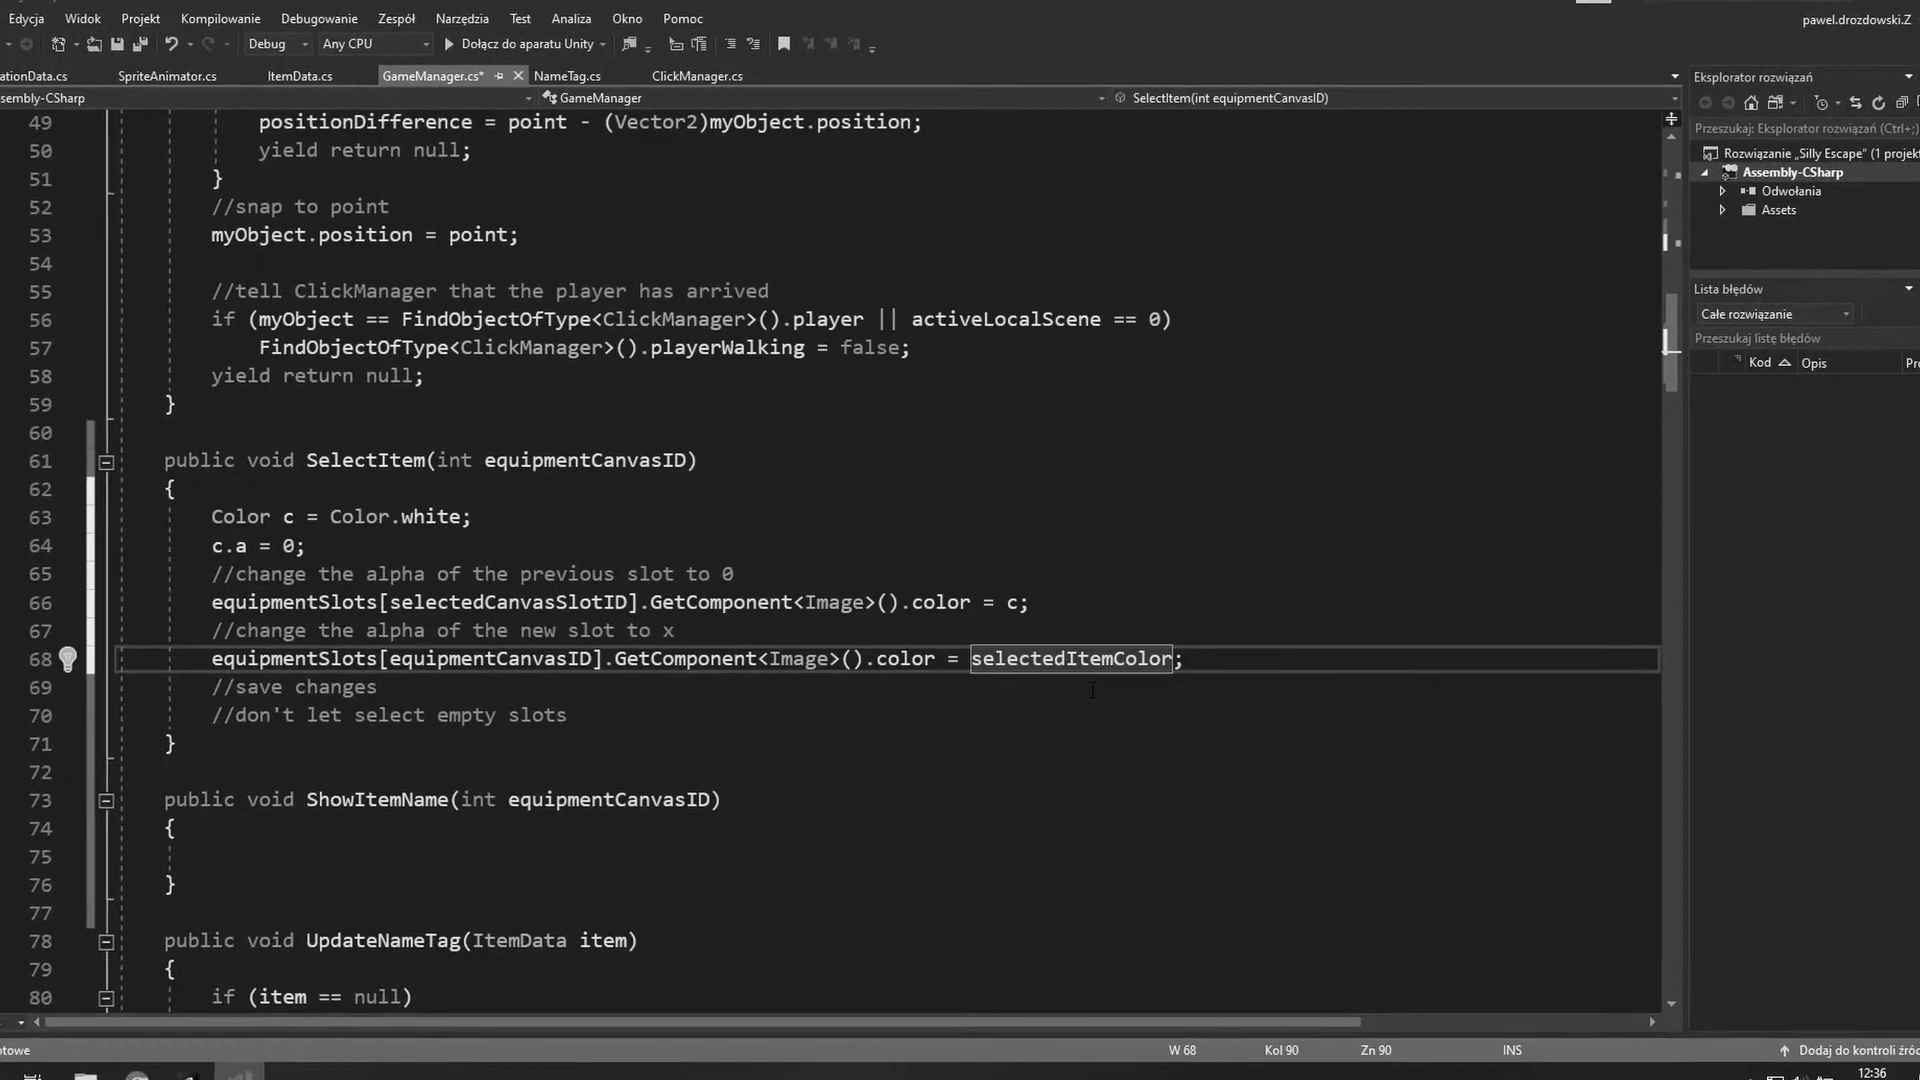 Edycja Widok Projekt Kompilowanie Debugowanie Zespół Narzędzia Test Analiza Okno Pomoc
pawel.drozdowski.Z
Debug Any CPU Dołącz do aparatu Unity
ationData.cs SpriteAnimator.cs ItemData.cs GameManager.cs* NameTag.cs ClickManager.cs
sembly-CSharp GameManager SelectItem(int equipmentCanvasID)
49 positionDifference = point - (Vector2)myObject.position;
50 yield return null;
51 }
52 //snap to point
53 myObject.position = point;
54
55 //tell ClickManager that the player has arrived
56 if (myObject == FindObjectOfType<ClickManager>().player || activeLocalScene == 0)
57 FindObjectOfType<ClickManager>().playerWalking = false;
58 yield return null;
59 }
60
61 public void SelectItem(int equipmentCanvasID)
62 {
63 Color c = Color.white;
64 c.a = 0;
65 //change the alpha of the previous slot to 0
66 equipmentSlots[selectedCanvasSlotID].GetComponent<Image>().color = c;
67 //change the alpha of the new slot to x
68 equipmentSlots[equipmentCanvasID].GetComponent<Image>().color = selectedItemColor;
69 //save changes
70 //don't let select empty slots
71 }
72
73 public void ShowItemName(int equipmentCanvasID)
74 {
75
76 }
77
78 public void UpdateNameTag(ItemData item)
79 {
80 if (item == null)
Eksplorator rozwiązań
Przeszukaj: Eksplorator rozwiązań (Ctrl+;)
Rozwiązanie „Silly Escape" (1 projekt
Assembly-CSharp
Odwołania
Assets
Lista błędów
Całe rozwiązanie
Przeszukaj listę błędów
Kod Opis Pro
otowe W 68 Kol 90 Zn 90 INS Dodaj do kontroli źróc
12:36